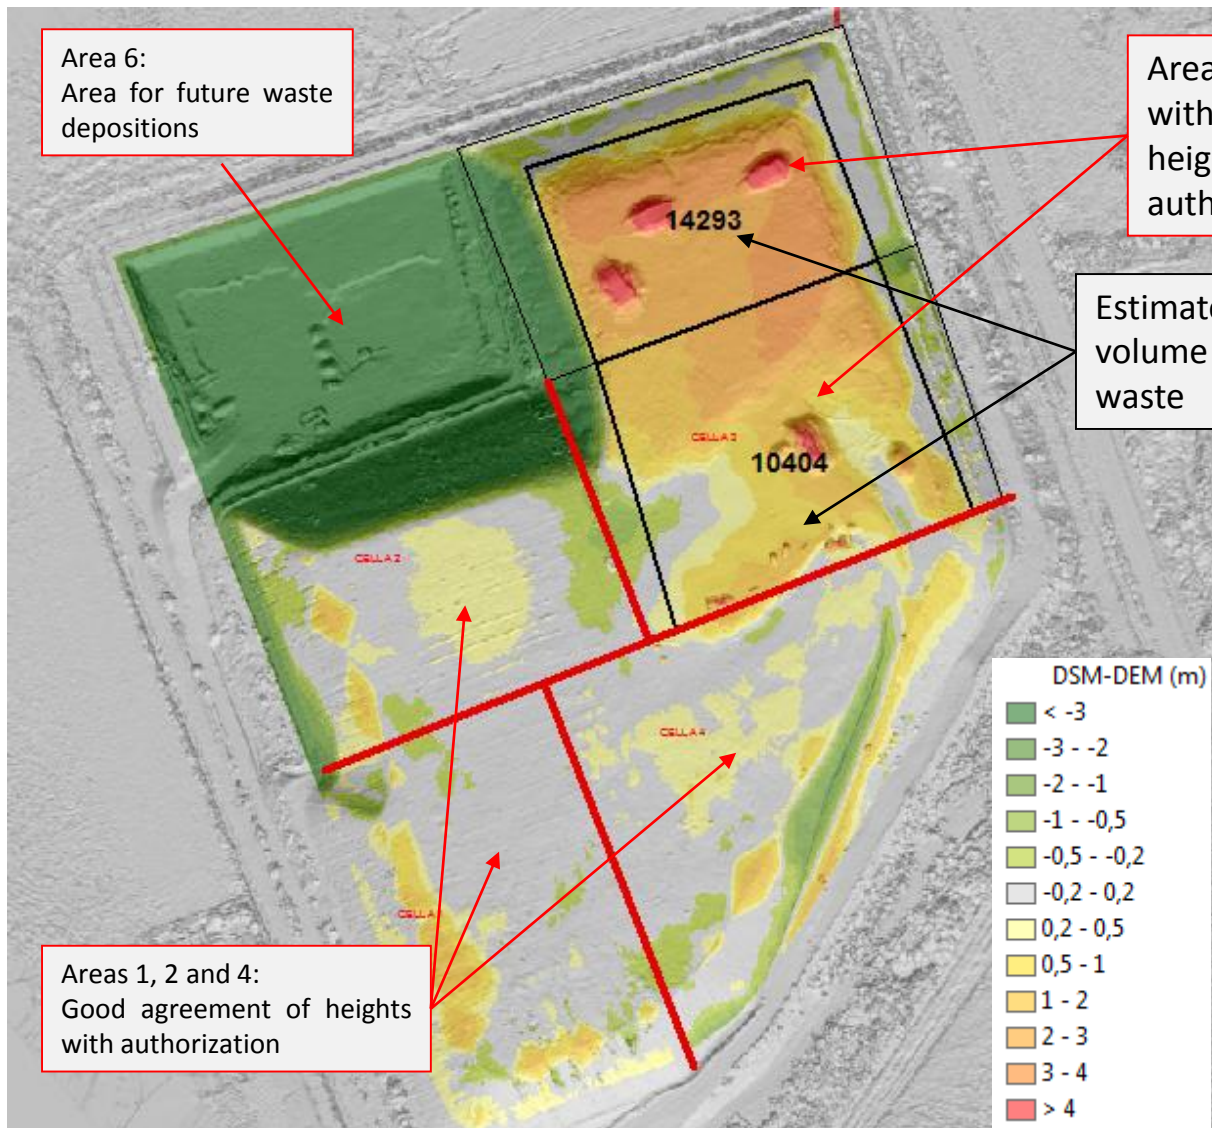 Area 6:
Area for future waste
depositions
Area
with
heig
auth
14293
Estimate
volume
waste
CELLA 3
10404
CELLA 2
DSM-DEM (m)
< -3
-3 - -2
-2 - -1
-1 - -0,5
-0,5 - -0,2
-0,2 - 0,2
0,2 - 0,5
0,5 - 1
1 - 2
2 - 3
3 - 4
> 4
CELLA 4
CELLA
Areas 1, 2 and 4:
Good agreement of heights
with authorization